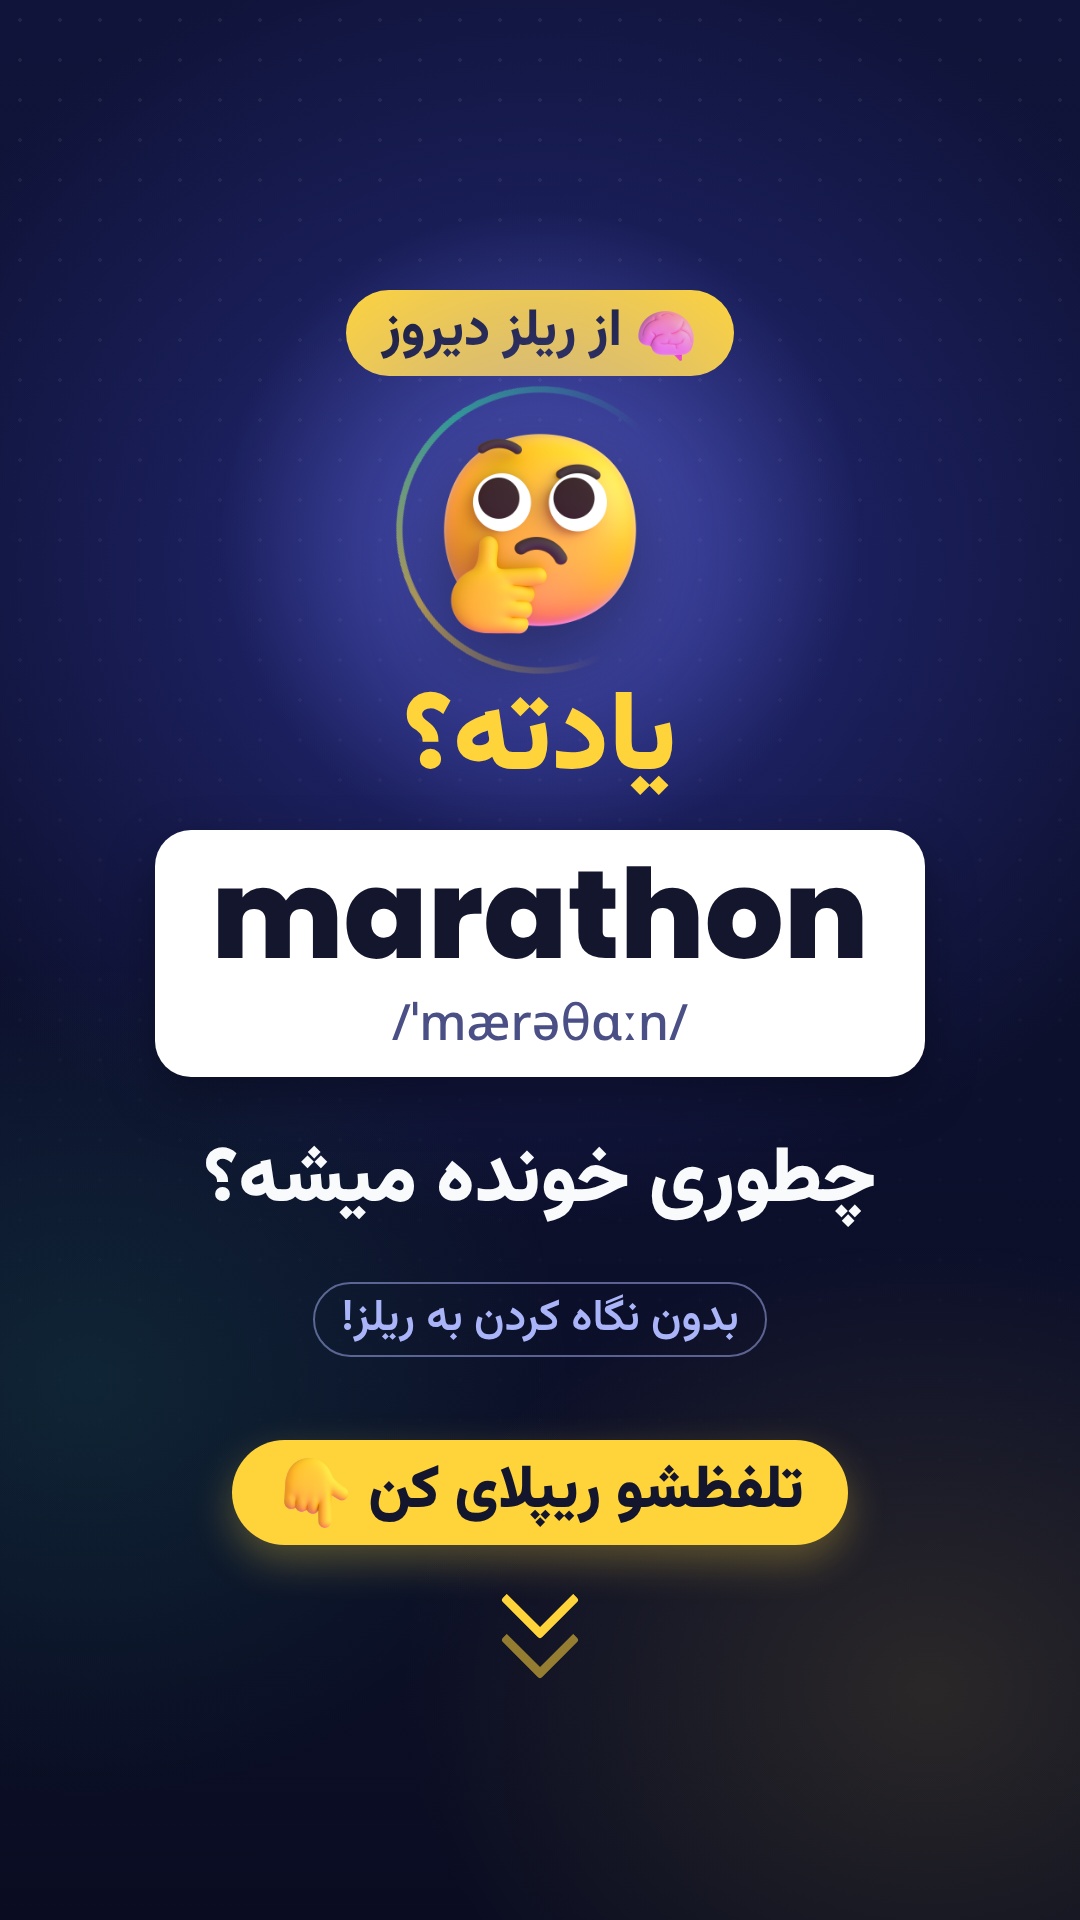 🧠 از ریلز دیروز
یادته؟
marathon
/ˈmærəθɑːn/
چطوری خونده میشه؟
بدون نگاه کردن به ریلز!
تلفظشو ریپلای کن 👇